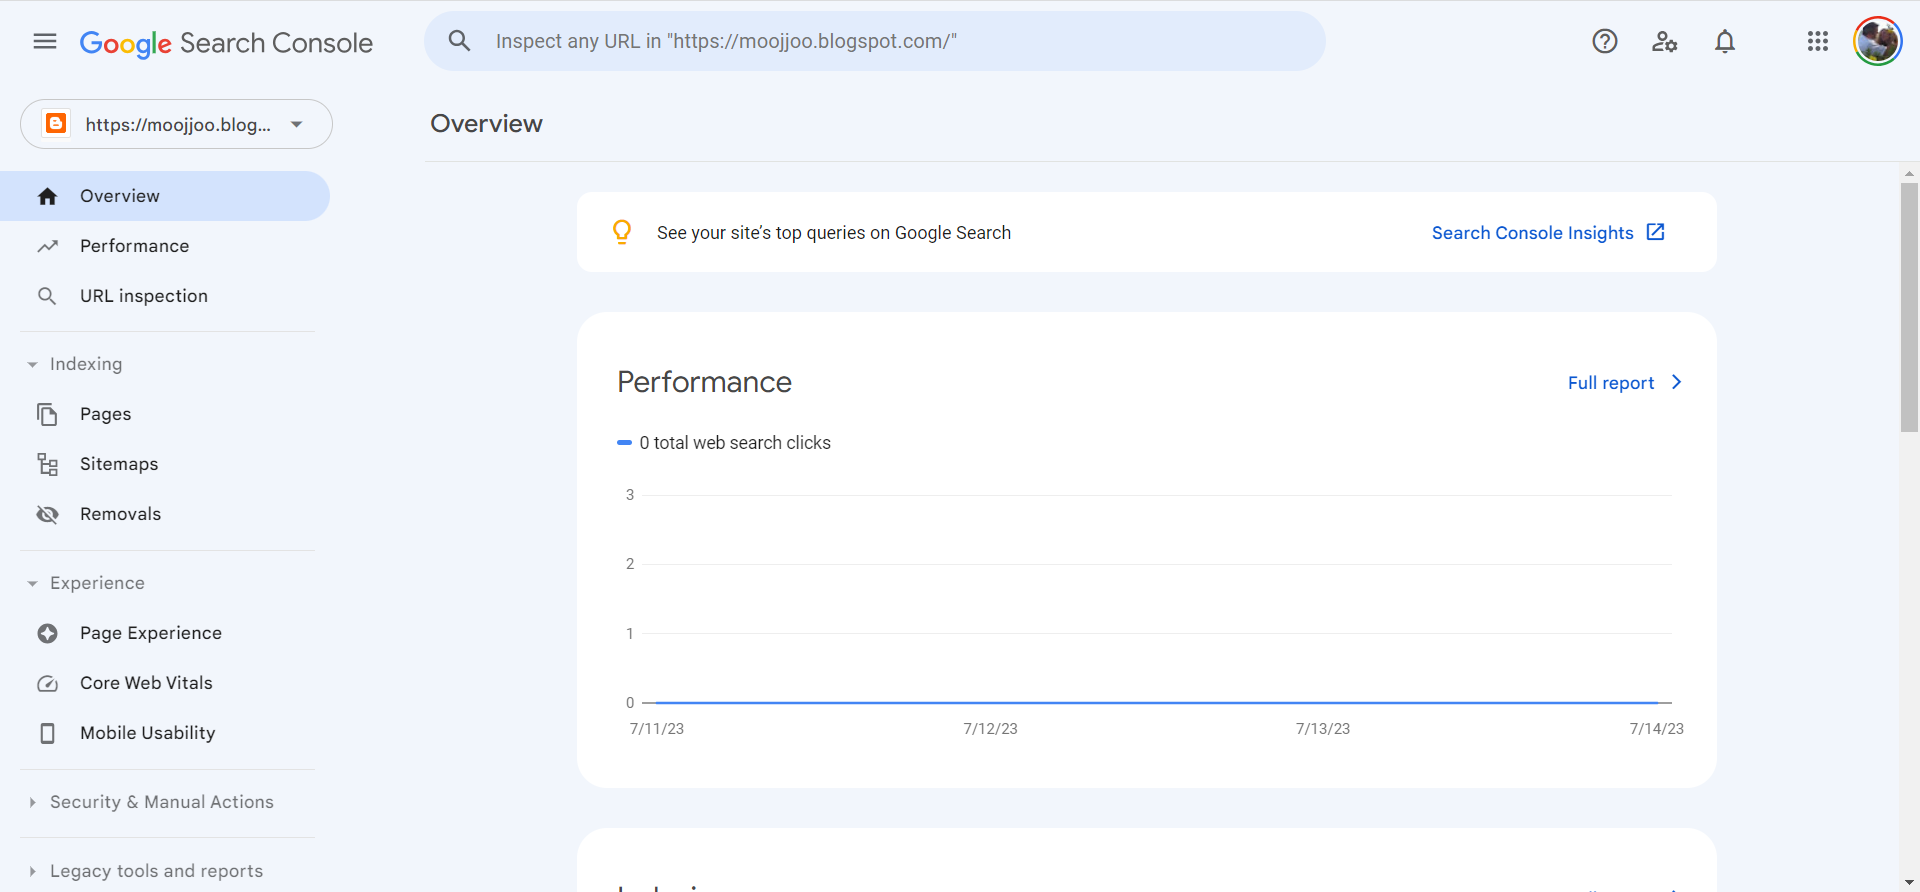 Google Search Console
Inspect any URL in "https://moojjoo.blogspot.com/"
https://moojjoo.blog...
Overview
Overview
Performance
URL inspection
Indexing
Pages
Sitemaps
Removals
Experience
Page Experience
Core Web Vitals
Mobile Usability
Security & Manual Actions
Legacy tools and reports
See your site's top queries on Google Search
Search Console Insights
Performance
Full report
0 total web search clicks
3
2
1
0
7/11/23 7/12/23 7/13/23 7/14/23